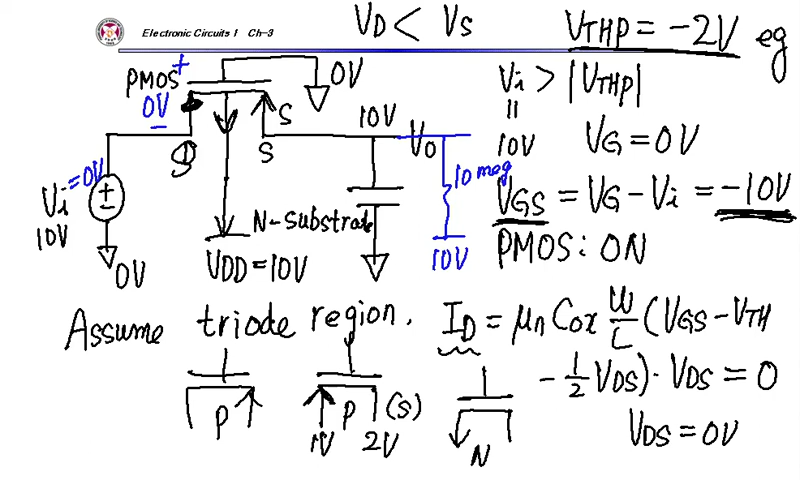 Electronic Circuits 1 Ch-3
VD < VS
VTHP = -2V eg
PMOS +
0V
0V
Vi > |VTHP|
S
10V
VO
=
10V
VG = 0V
D
S
10 meg
Vi = 0V
+
-
10V
N-substrate
VGS = VG - Vi = -10V
0V
VDD = 10V
10V
PMOS : ON
Assume triode region.
ID = μn Cox W/L (VGS - VTH
- 1/2 VDS) · VDS = 0
P
P (S)
1V 2V
N
VDS = 0V